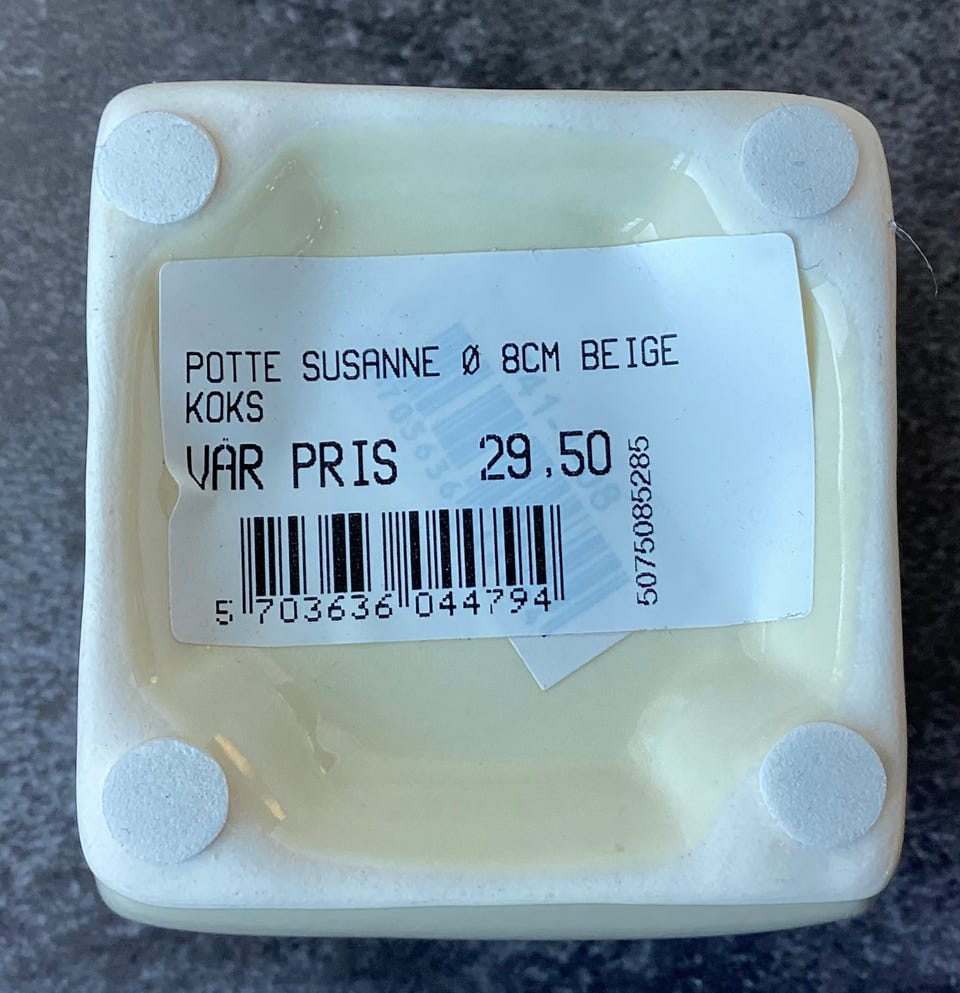 POTTE SUSANNE Ø 8CM BEIGE
KOKS
VÅR PRIS 29,50
5 703636 044794
5075085285